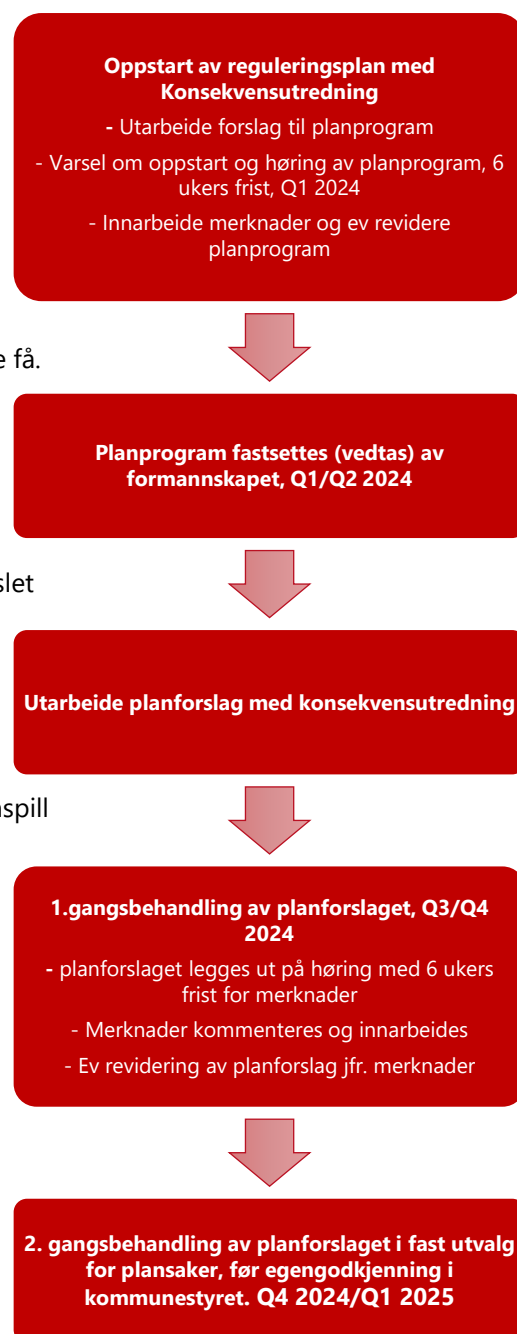 Oppstart av reguleringsplan med
Konsekvensutredning
- Utarbeide forslag til planprogram
- Varsel om oppstart og høring av planprogram, 6
ukers frist, Q1 2024
- Innarbeide merknader og ev revidere
planprogram
få.
Planprogram fastsettes (vedtas) av
formannskapet, Q1/Q2 2024
slet
Utarbeide planforslag med konsekvensutredning
spill
1.gangsbehandling av planforslaget, Q3/Q4
2024
- planforslaget legges ut på høring med 6 ukers
frist for merknader
- Merknader kommenteres og innarbeides
- Ev revidering av planforslag jfr. merknader
2. gangsbehandling av planforslaget i fast utvalg
for plansaker, før egengodkjenning i
kommunestyret. Q4 2024/Q1 2025